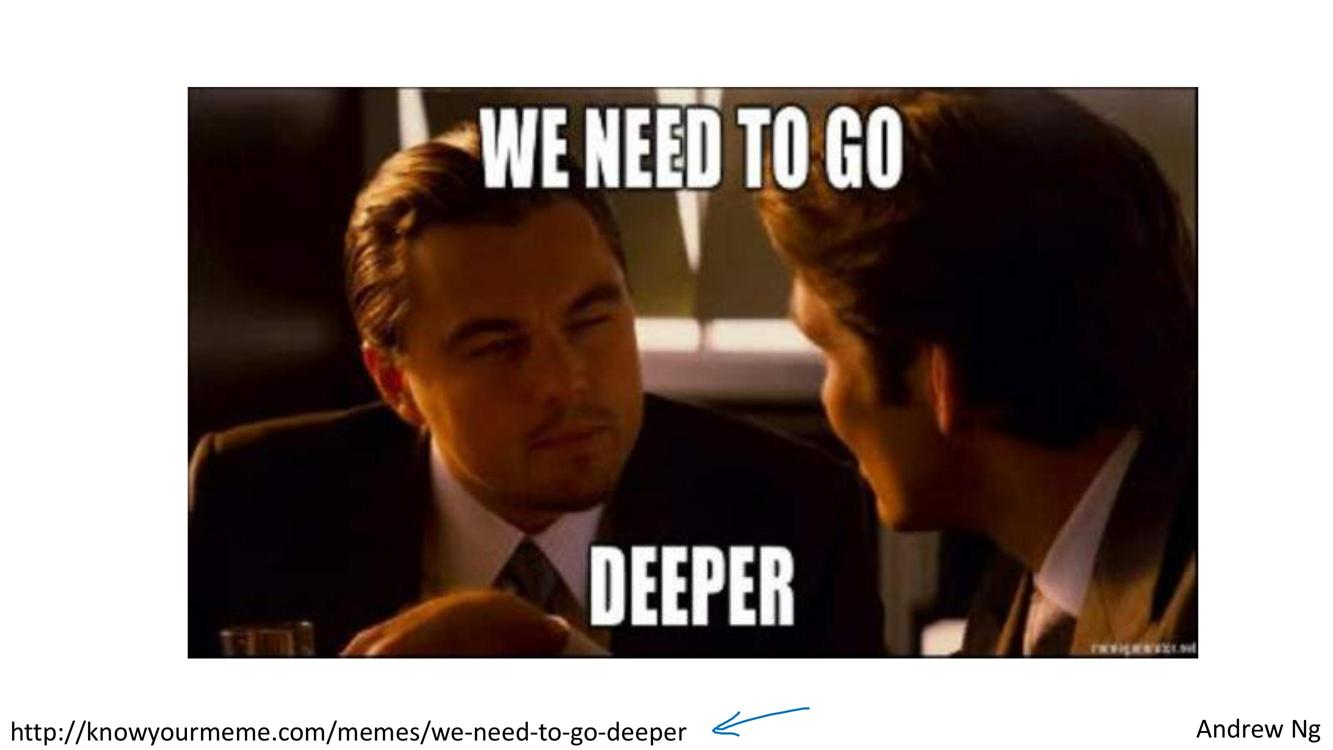 WE NEED TO GO
DEEPER
http://knowyourmeme.com/memes/we-need-to-go-deeper
Andrew Ng